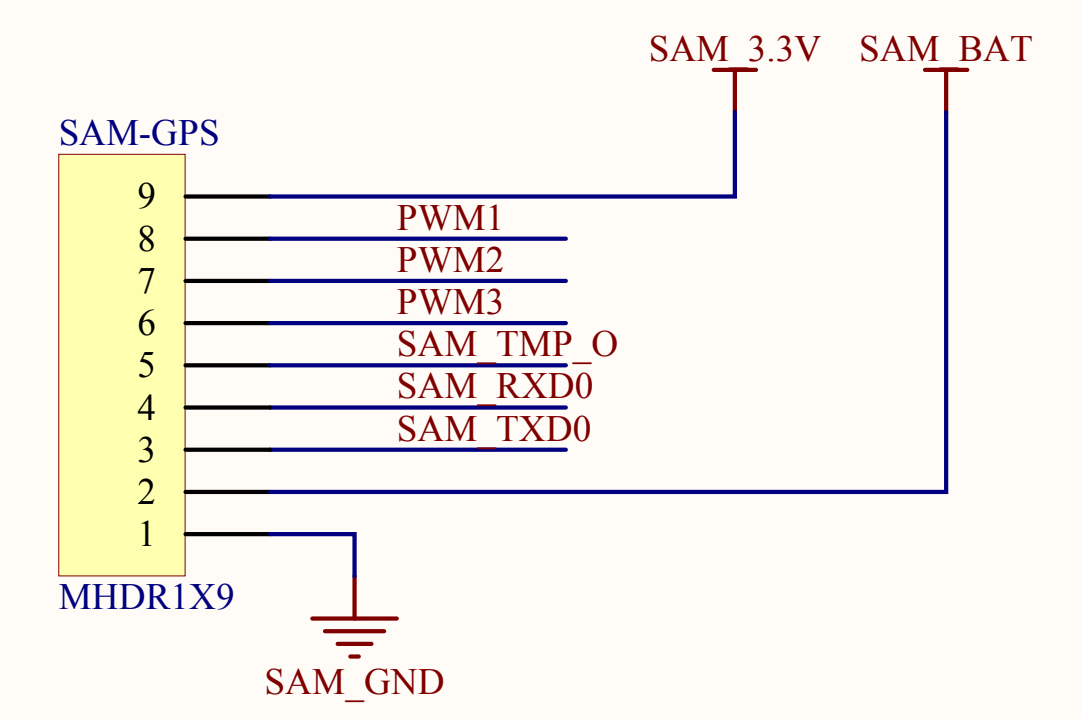 SAM_3.3V SAM_BAT
SAM-GPS
9
PWM1
8
PWM2
7
PWM3
6
SAM_TMP_O
5
SAM_RXD0
4
SAM_TXD0
3
2
1
MHDR1X9
SAM_GND